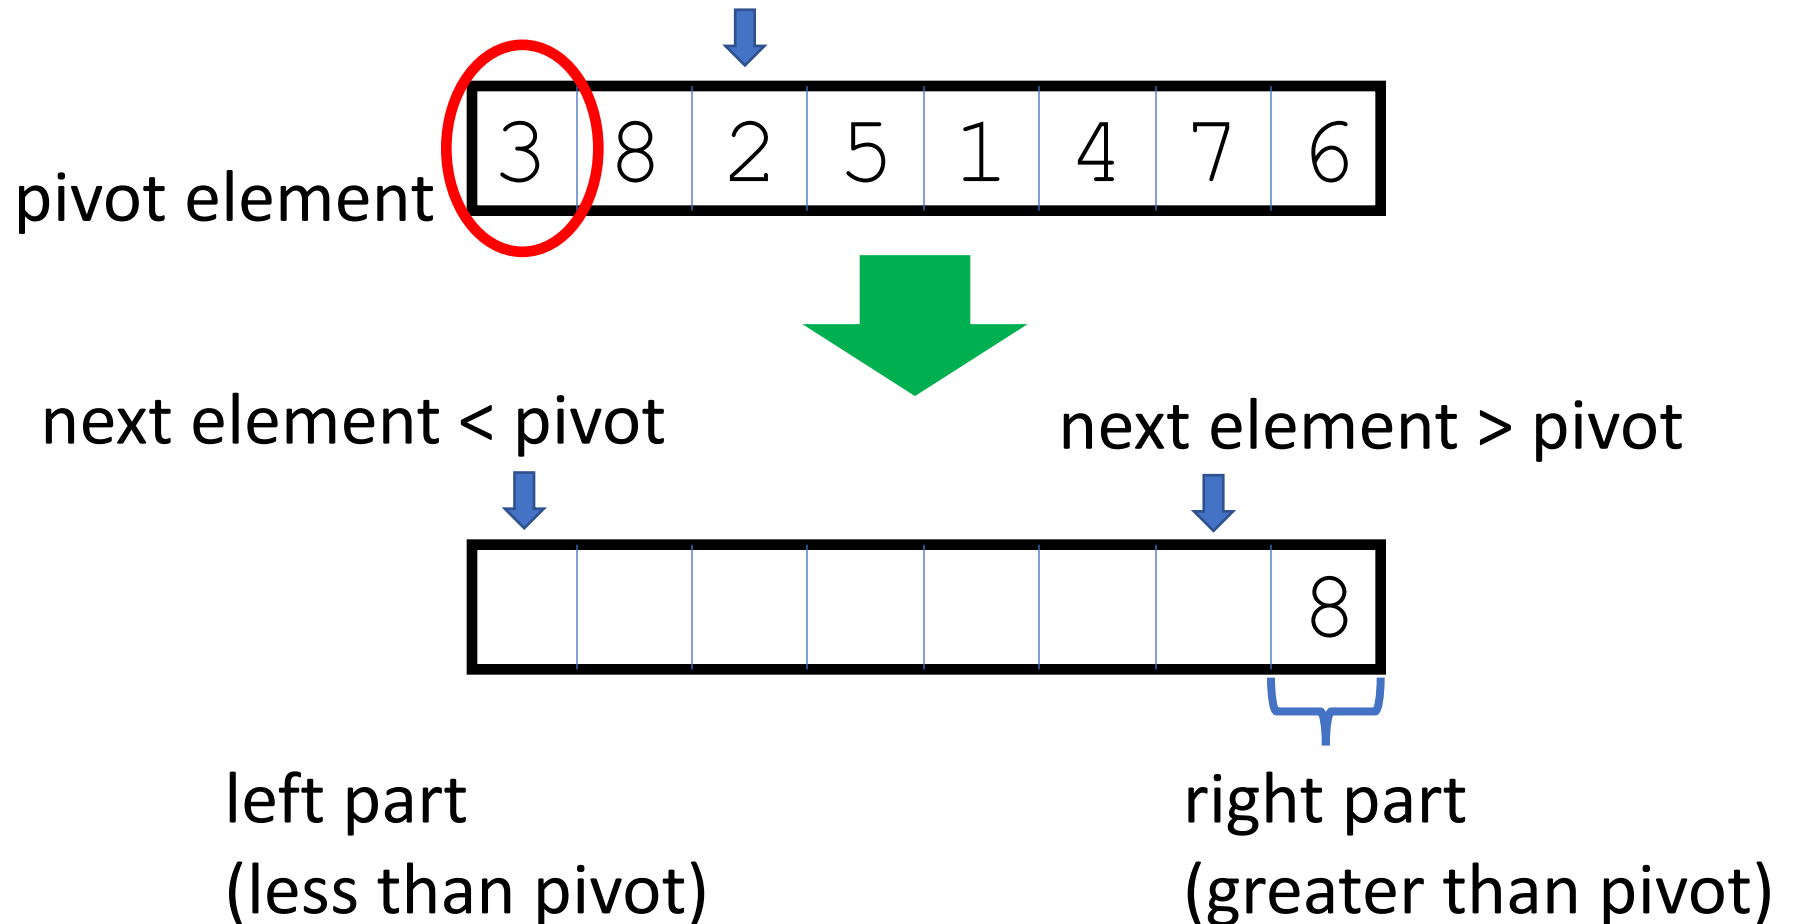 3 8 2 5 1 4 7 6
pivot element
next element < pivot
next element > pivot
8
left part
(less than pivot)
right part
(greater than pivot)